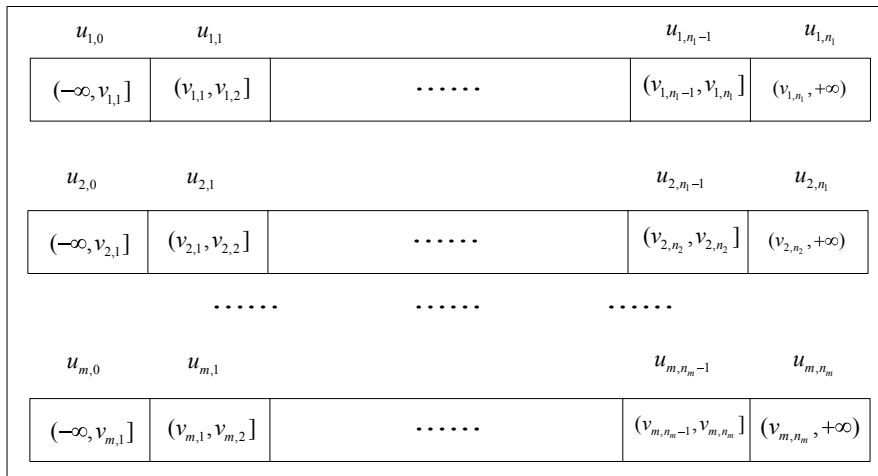 u_{1,0} u_{1,1} u_{1,n_1−1} u_{1,n_1}
(−∞, v_{1,1}] (v_{1,1}, v_{1,2}] ⋯⋯ (v_{1,n_1−1}, v_{1,n_1}] (v_{1,n_1}, +∞)
u_{2,0} u_{2,1} u_{2,n_1−1} u_{2,n_1}
(−∞, v_{2,1}] (v_{2,1}, v_{2,2}] ⋯⋯ (v_{2,n_2}, v_{2,n_2}] (v_{2,n_2}, +∞)
⋯⋯ ⋯⋯ ⋯⋯
u_{m,0} u_{m,1} u_{m,n_m−1} u_{m,n_m}
(−∞, v_{m,1}] (v_{m,1}, v_{m,2}] ⋯⋯ (v_{m,n_m−1}, v_{m,n_m}] (v_{m,n_m}, +∞)